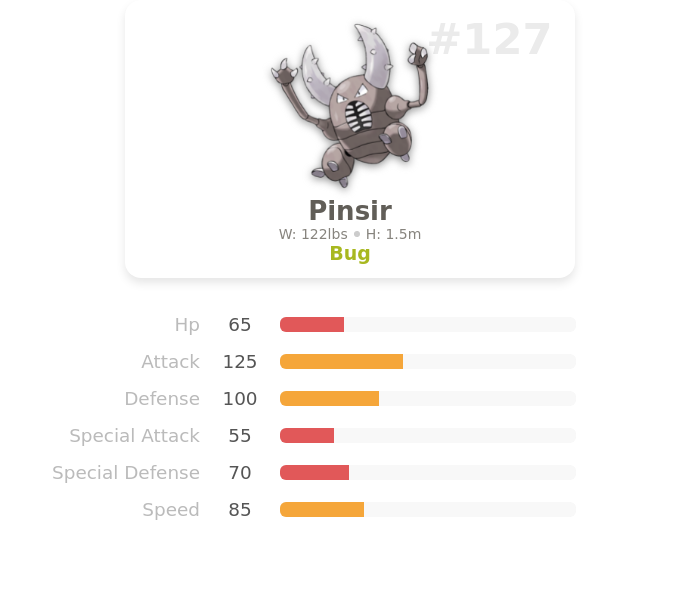 #127
Pinsir
W: 122lbs • H: 1.5m
Bug
Hp 65
Attack 125
Defense 100
Special Attack 55
Special Defense 70
Speed 85